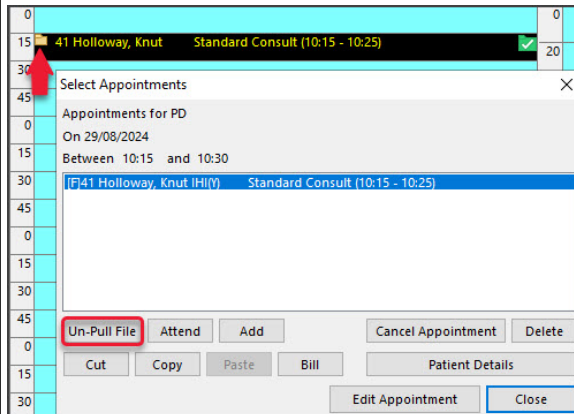 0
15 41 Holloway, Knut Standard Consult (10:15 - 10:25)
30
45
0
15
30
45
0
15
30
45
0
15
30
0
20
Select Appointments
Appointments for PD
On 29/08/2024
Between 10:15 and 10:30
[F]41 Holloway, Knut IHI(Y) Standard Consult (10:15 - 10:25)
Un-Pull File Attend Add Cancel Appointment Delete
Cut Copy Paste Bill Patient Details
Edit Appointment Close